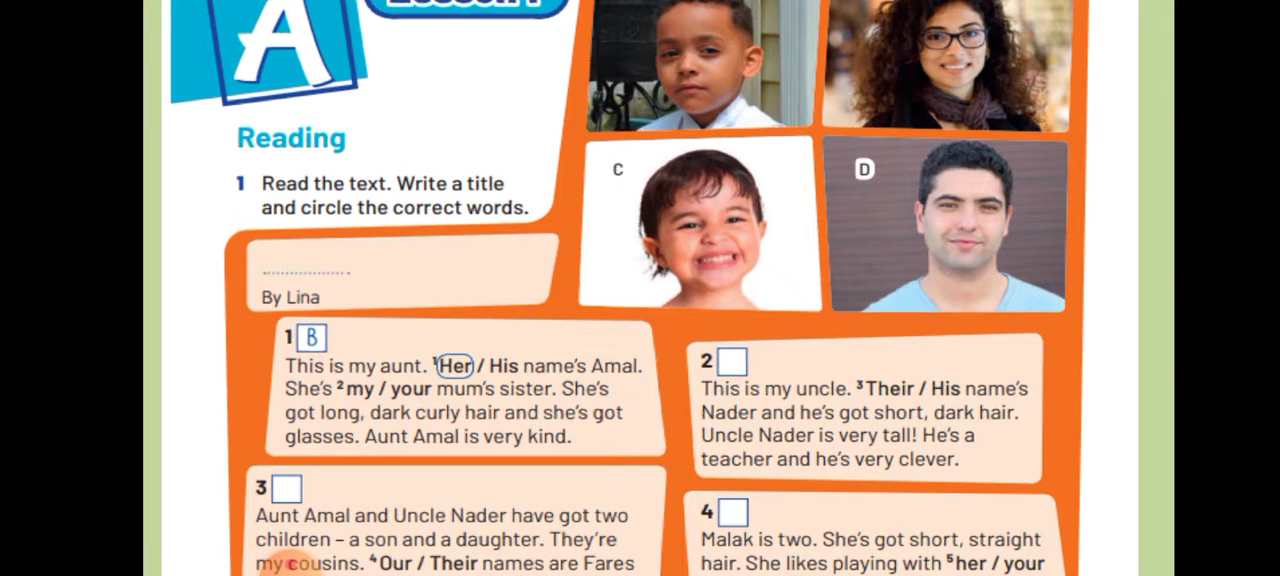 A
Reading
1 Read the text. Write a title
and circle the correct words.
C
D
By Lina
1 B
This is my aunt. ¹Her / His name's Amal.
She's ²my / your mum's sister. She's
got long, dark curly hair and she's got
glasses. Aunt Amal is very kind.
2
This is my uncle. ³Their / His name's
Nader and he's got short, dark hair.
Uncle Nader is very tall! He's a
teacher and he's very clever.
3
Aunt Amal and Uncle Nader have got two
children – a son and a daughter. They're
my cousins. ⁴Our / Their names are Fares
4
Malak is two. She's got short, straight
hair. She likes playing with ⁵her / your